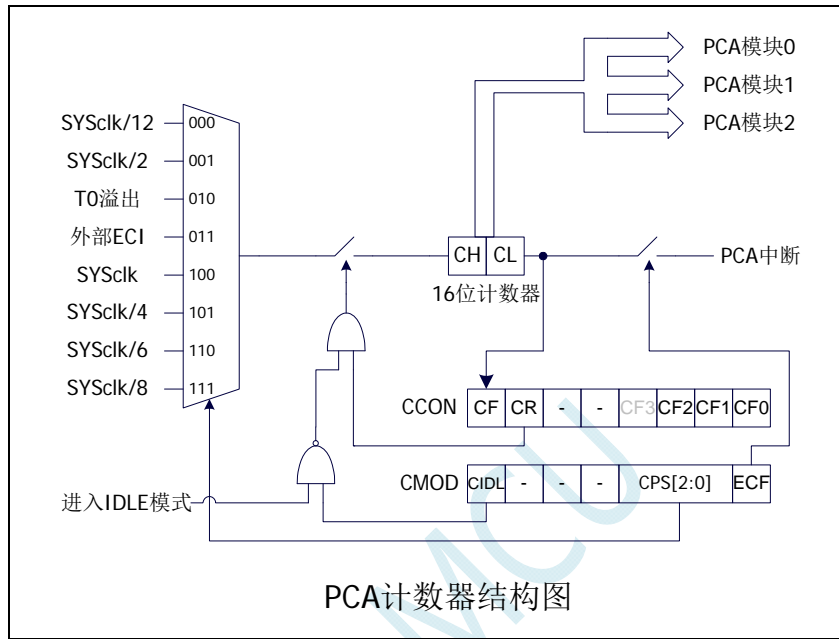 PCA模块0
PCA模块1
PCA模块2
SYSclk/12 000
SYSclk/2 001
T0溢出 010
外部ECI 011
SYSclk 100
SYSclk/4 101
SYSclk/6 110
SYSclk/8 111
CH CL
16位计数器
PCA中断
CCON CF CR - - CF3 CF2 CF1 CF0
CMOD CIDL - - - CPS[2:0] ECF
进入IDLE模式
MCU
PCA计数器结构图